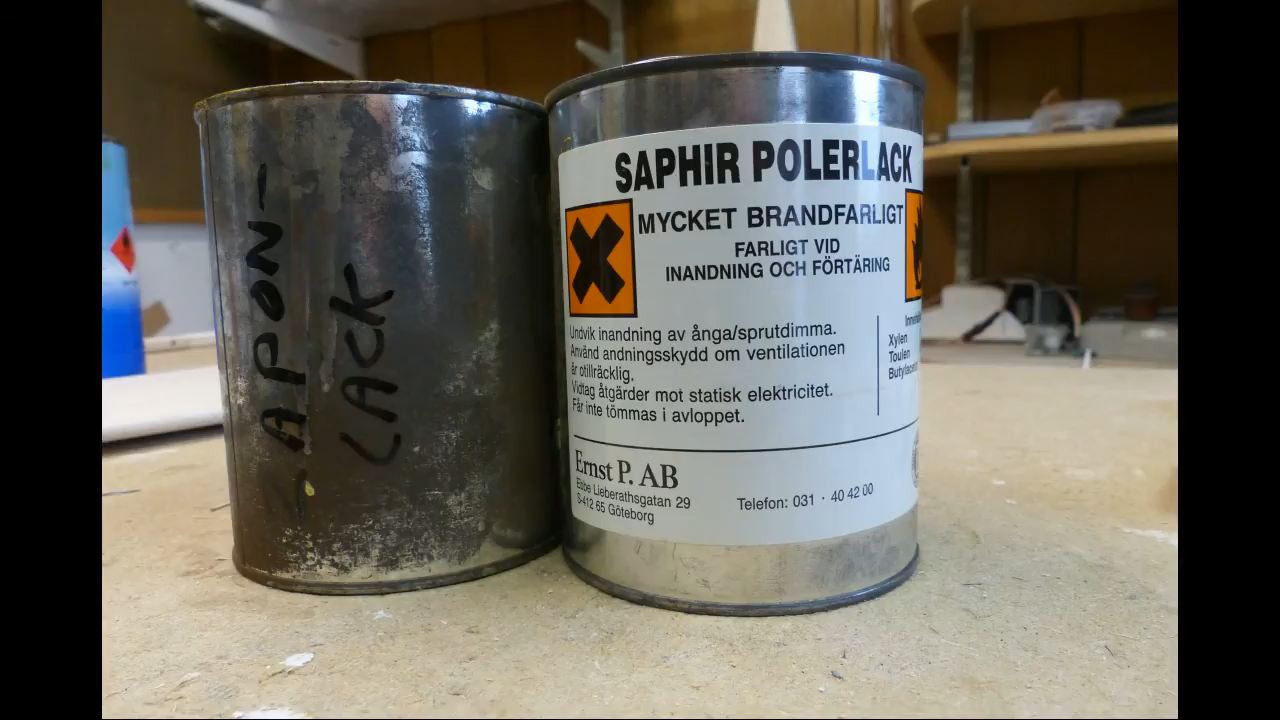 ZAPON-
LACK
SAPHIR POLERLACK
MYCKET BRANDFARLIGT
FARLIGT VID
INANDNING OCH FÖRTÄRING
Undvik inandning av ånga/sprutdimma.
Använd andningsskydd om ventilationen
är otillräcklig.
Vidtag åtgärder mot statisk elektricitet.
Får inte tömmas i avloppet.
Xylen
Toulen
Ernst P. AB
Ebbe Lieberathsgatan 29
S-412 65 Göteborg
Telefon: 031 · 40 42 00